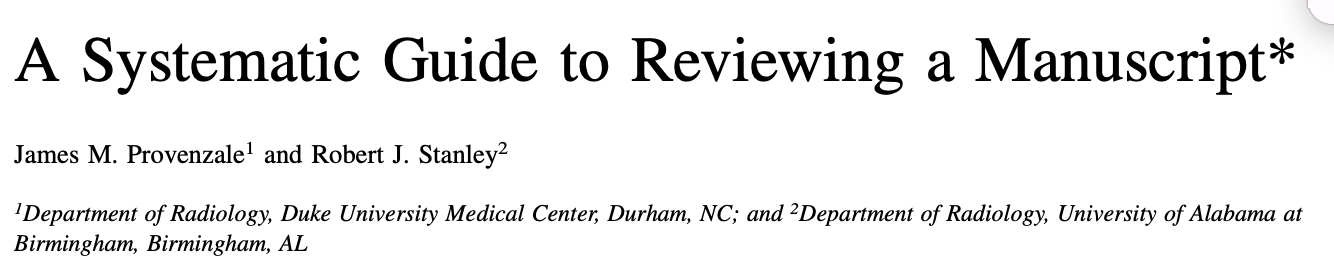 A Systematic Guide to Reviewing a Manuscript*
James M. Provenzale¹ and Robert J. Stanley²
¹Department of Radiology, Duke University Medical Center, Durham, NC; and ²Department of Radiology, University of Alabama at
Birmingham, Birmingham, AL